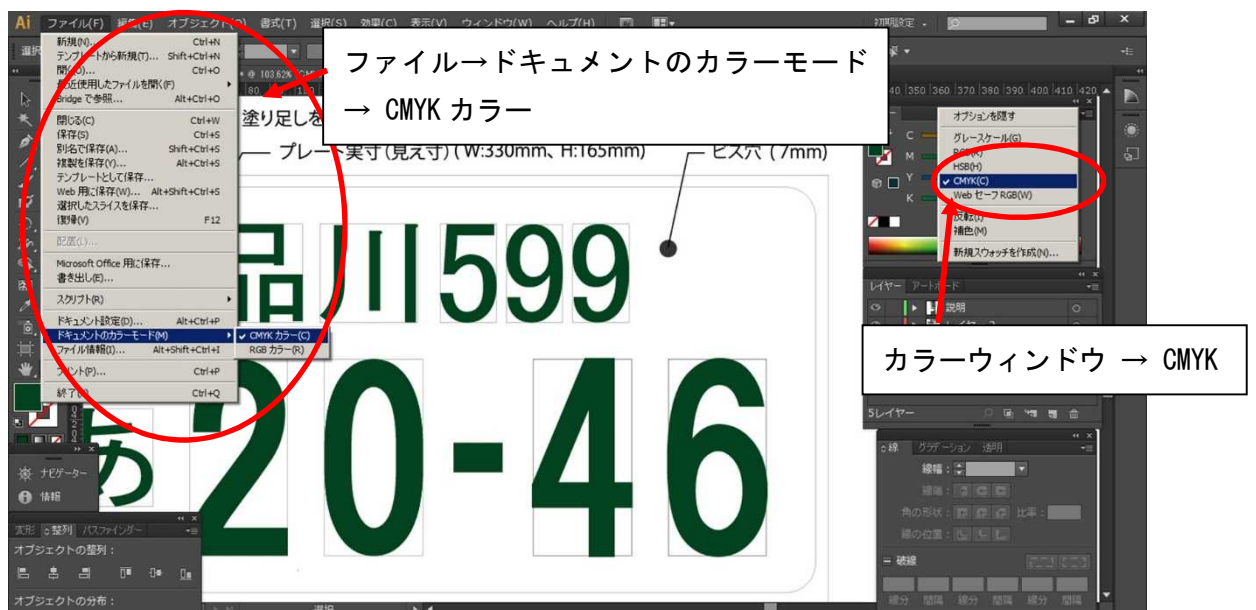 Ai ファイル(F) 編集(E) オブジェクト(O) 書式(T) 選択(S) 効果(C) 表示(V) ウィンドウ(W) ヘルプ(H)
初期設定
新規(N)... Ctrl+N
テンプレートから新規(T)... Shift+Ctrl+N
Ctrl+O
最近使用したファイルを開く(F)
Bridge で参照... Alt+Ctrl+O
閉じる(C) Ctrl+W
保存(S) Ctrl+S
別名で保存(A)... Shift+Ctrl+S
複製を保存(Y)... Alt+Ctrl+S
テンプレートとして保存...
Web 用に保存(W)... Alt+Shift+Ctrl+S
選択したスライスを保存...
復帰(V) F12
配置(L)...
Microsoft Office 用に保存...
書き出し(E)...
スクリプト(R)
ドキュメント設定(D)... Alt+Ctrl+P
ドキュメントのカラーモード(M)
CMYK カラー(C)
RGB カラー(R)
ファイル情報(I)... Alt+Shift+Ctrl+I
プリント(P)... Ctrl+P
終了(X) Ctrl+Q
ファイル→ドキュメントのカラーモード
→ CMYK カラー
塗り足しを
プレート実寸(見え寸)(W:330mm、H:165mm)
ビス穴 (7mm)
品川599
20-46
350 360 370 380 390 400 410 420
C
M
Y
K
オプションを隠す
グレースケール(G)
RGB(R)
HSB(H)
CMYK(C)
Web セーフ RGB(W)
反転(I)
補色(M)
新規スウォッチを作成(N)...
レイヤー アートボード
説明
カラーウィンドウ → CMYK
5レイヤー
線 グラデーション 透明
線幅:
線端:
角の形状: 比率:
線の位置:
破線
線分 間隔 線分 間隔 線分 間隔
ナビゲーター
情報
変形 整列 パスファインダー
オブジェクトの整列:
オブジェクトの分布:
選択